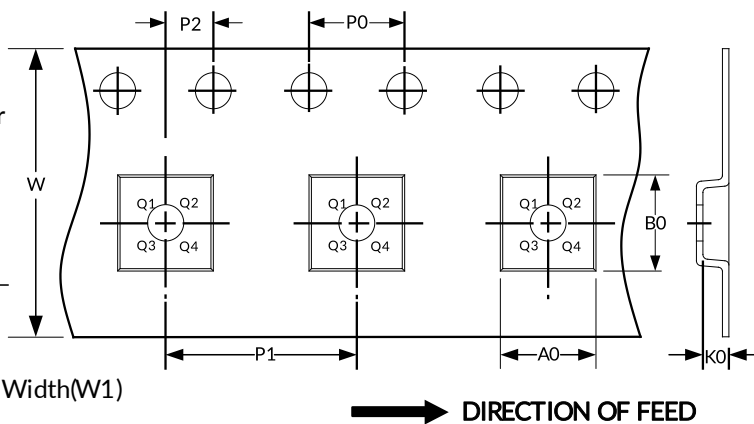 P2
P0
r
W
Q1 Q2
Q3 Q4
Q1 Q2
Q3 Q4
Q1 Q2
Q3 Q4
B0
P1
A0
K0
Width(W1)
DIRECTION OF FEED